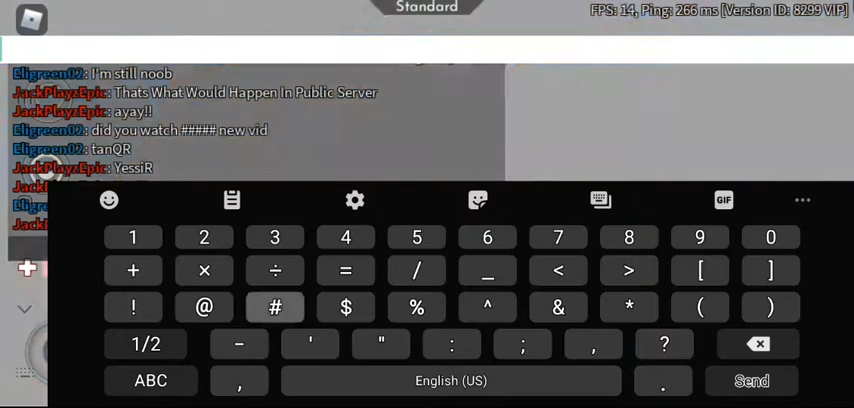 Standard
FPS: 14, Ping: 266 ms [Version ID: 8299 VIP]
Eligreen02: I'm still noob
JackPlayzEpic: Thats What Would Happen In Public Server
JackPlayzEpic: ayay!!
Eligreen02: did you watch ##### new vid
Eligreen02: tanQR
JackPlayzEpic: YessiR
GIF
1 2 3 4 5 6 7 8 9 0
+ × ÷ = / _ < > [ ]
! @ # $ % ^ & * ( )
1/2 - ' " : ; , ?
ABC , English (US) . Send